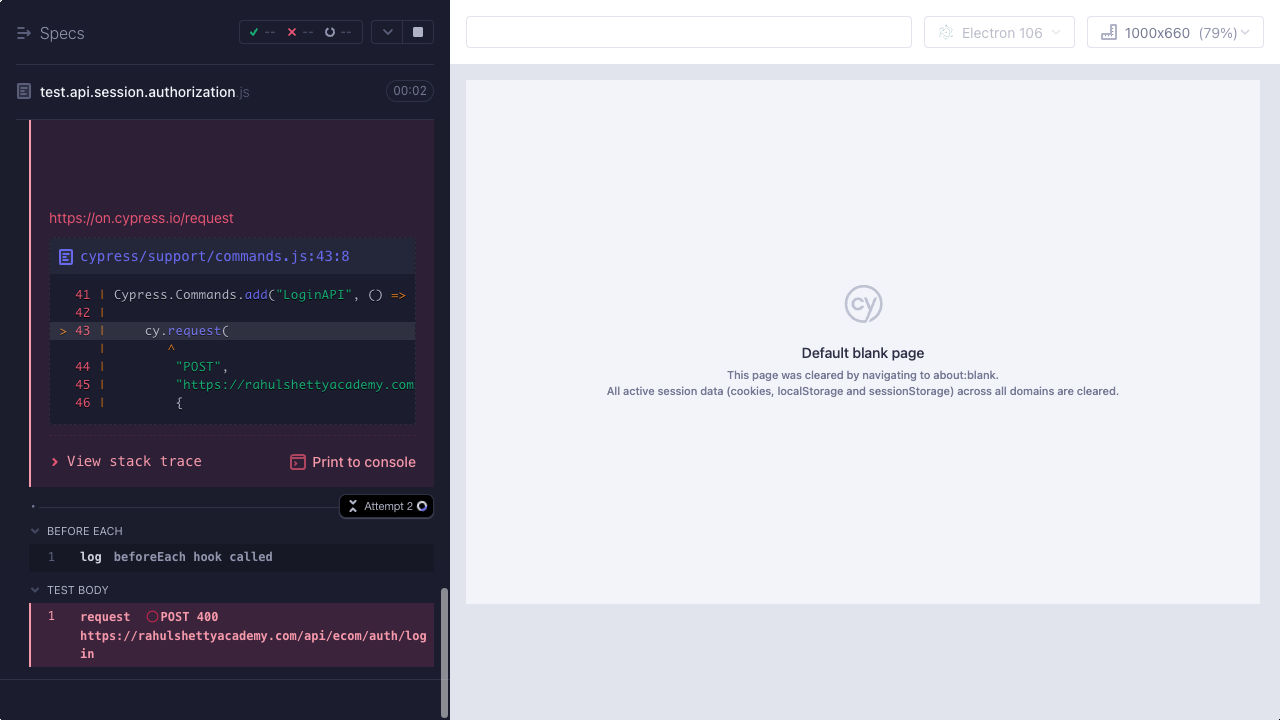 Specs
--
--
--
Electron 106
1000x660 (79%)
test.api.session.authorization.js
00:02
https://on.cypress.io/request
cypress/support/commands.js:43:8
41 | Cypress.Commands.add("LoginAPI", () =>
42 |
> 43 | cy.request(
| ^
44 | "POST",
45 | "https://rahulshettyacademy.com
46 | {
View stack trace
Print to console
Attempt 2
BEFORE EACH
1 log beforeEach hook called
TEST BODY
1 request POST 400
https://rahulshettyacademy.com/api/ecom/auth/log
in
cy
Default blank page
This page was cleared by navigating to about:blank.
All active session data (cookies, localStorage and sessionStorage) across all domains are cleared.